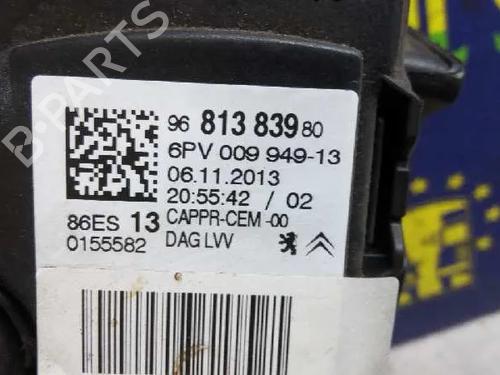 96 813 839 80
6PV 009 949-13
06.11.2013
20:55:42 / 02
86ES 13 CAPPR-CEM -00
0155582 DAG LVV
B-PARTS